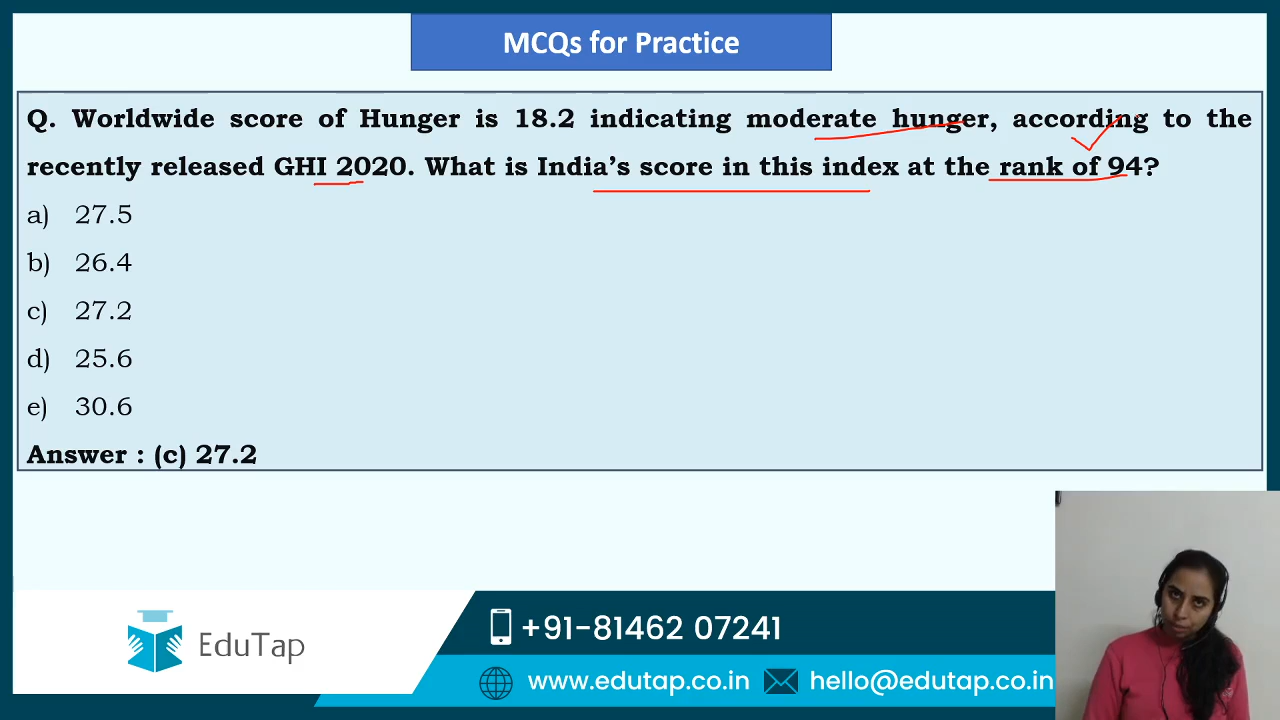 MCQs for Practice
Q. Worldwide score of Hunger is 18.2 indicating moderate hunger, according to the
recently released GHI 2020. What is India's score in this index at the rank of 94?
a) 27.5
b) 26.4
c) 27.2
d) 25.6
e) 30.6
Answer : (c) 27.2
EduTap
+91-81462 07241
www.edutap.co.in hello@edutap.co.in